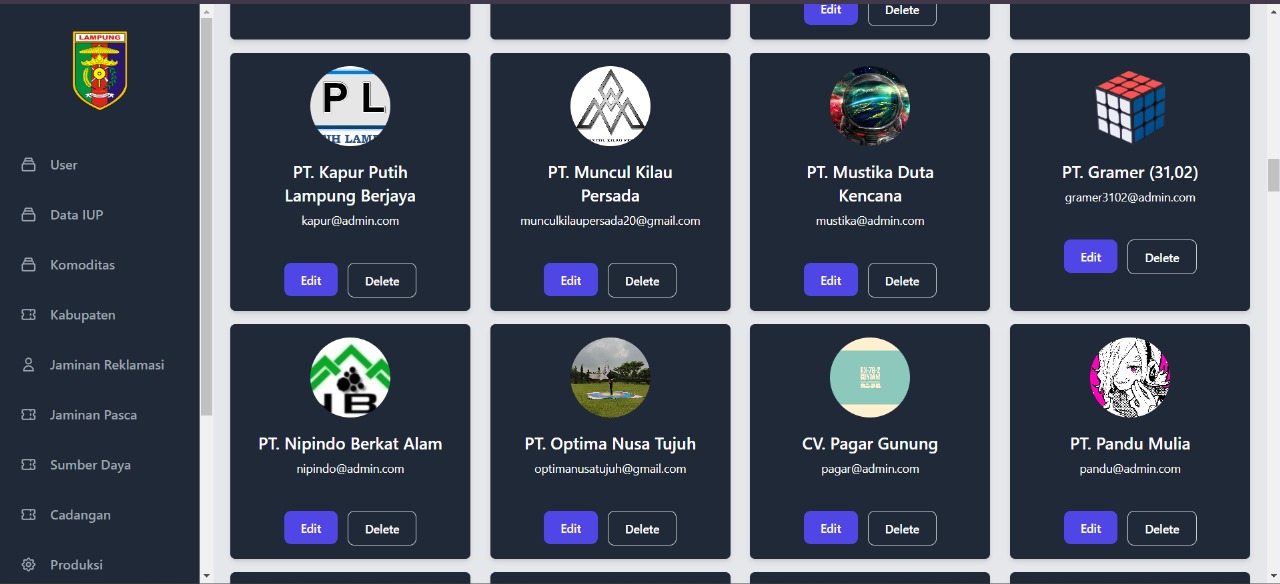 LAMPUNG
User
Data IUP
Komoditas
Kabupaten
Jaminan Reklamasi
Jaminan Pasca
Sumber Daya
Cadangan
Produksi
Edit
Delete
P L
PT. Kapur Putih
Lampung Berjaya
kapur@admin.com
Edit
Delete
PT. Muncul Kilau
Persada
munculkilaupersada20@gmail.com
Edit
Delete
PT. Mustika Duta
Kencana
mustika@admin.com
Edit
Delete
PT. Gramer (31,02)
gramer3102@admin.com
Edit
Delete
PT. Nipindo Berkat Alam
nipindo@admin.com
Edit
Delete
PT. Optima Nusa Tujuh
optimanusatujuh@gmail.com
Edit
Delete
RX-78-2
CV. Pagar Gunung
pagar@admin.com
Edit
Delete
PT. Pandu Mulia
pandu@admin.com
Edit
Delete